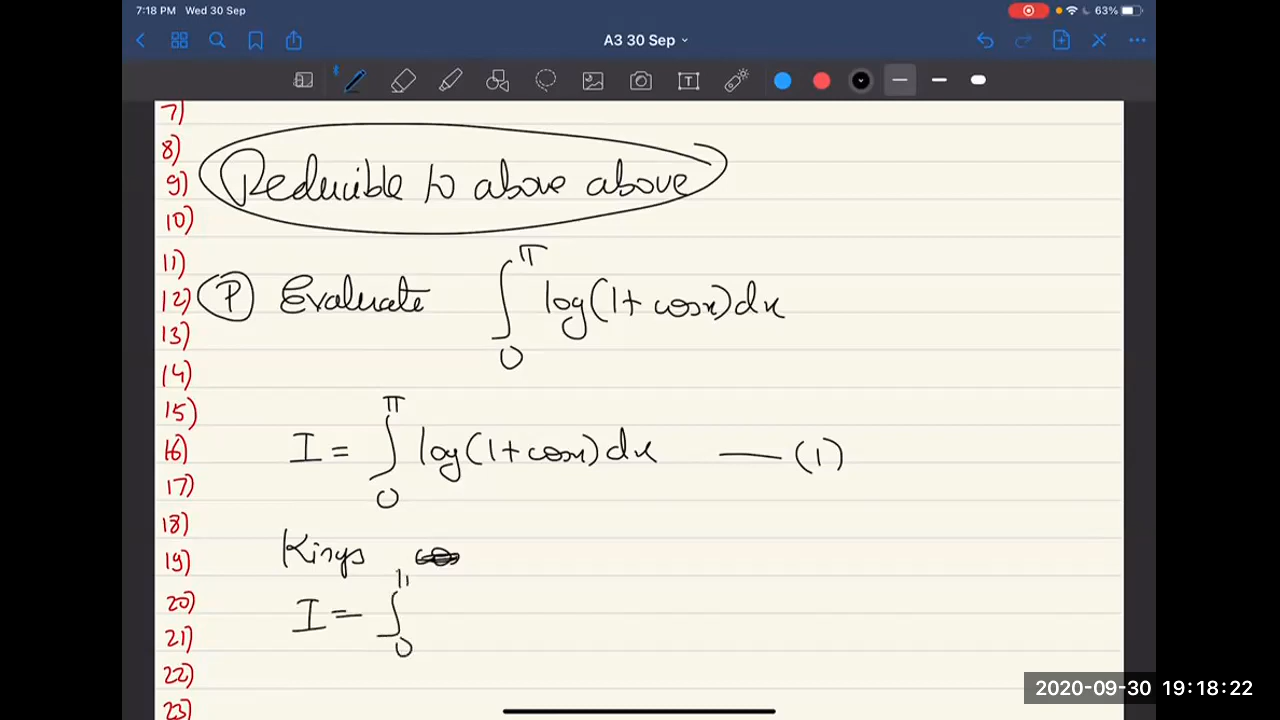 7:18 PM Wed 30 Sep 63%
A3 30 Sep
7)
8)
Reducible to above above
9)
10)
11)
12) (P) Evaluate ∫₀^π log(1+cosx)dx
13)
14)
15)
16) I = ∫₀^π log(1+cosx)dx —— (1)
17)
18)
19) Kings
20) I = ∫₀^π
21)
22)
23)
2020-09-30 19:18:22